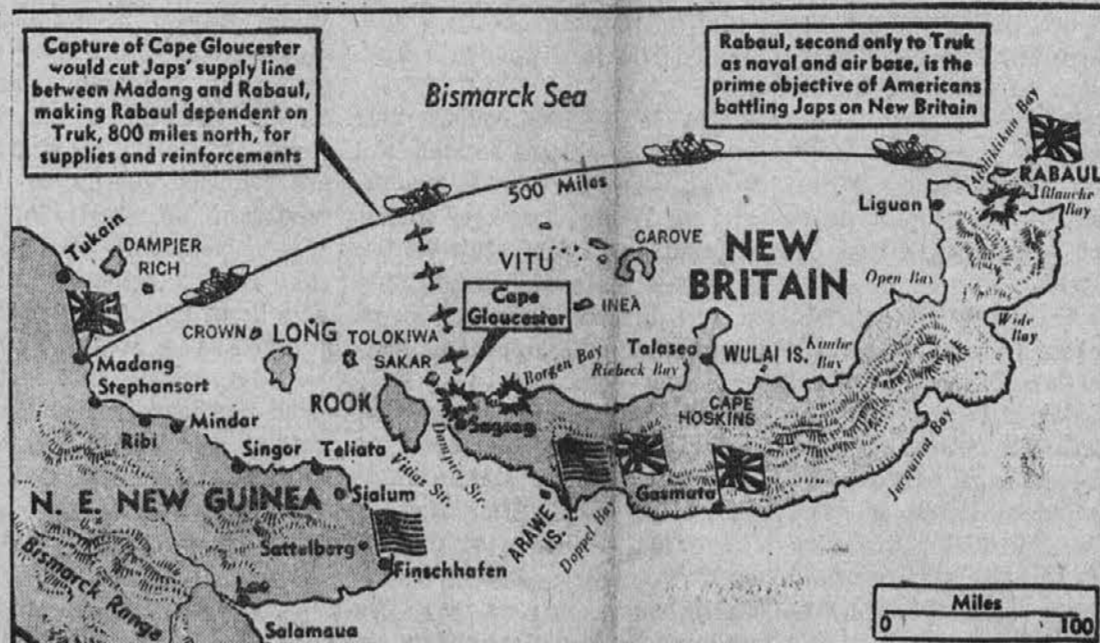 Capture of Cape Gloucester
would cut Japs' supply line
between Madang and Rabaul,
making Rabaul dependent on
Truk, 800 miles north, for
supplies and reinforcements
Bismarck Sea
Rabaul, second only to Truk
as naval and air base, is the
prime objective of Americans
battling Japs on New Britain
500 Miles
RABAUL
Blanche
Bay
Liguan
Tukain
DAMPIER
RICH
VITU
GAROVE
NEW
BRITAIN
Open Bay
Cape
Gloucester
INEA
CROWN
LONG
TOLOKIWA
SAKAR
Wide
Bay
Madang
Stephansort
Borgen Bay
Riebeck Bay
Talasea
WULAI IS.
Kimbe
Bay
ROOK
CAPE
HOSKINS
Sagsag
Mindar
Ribi
Dampier Str.
Vitiaz Str.
Jacquinot Bay
Singor
Teliata
N. E. NEW GUINEA
Sialum
Gasmata
ARAWE
IS.
Sattelberg
Finschhafen
Bismarck Range
Lae
Salamaua
Miles
0 100